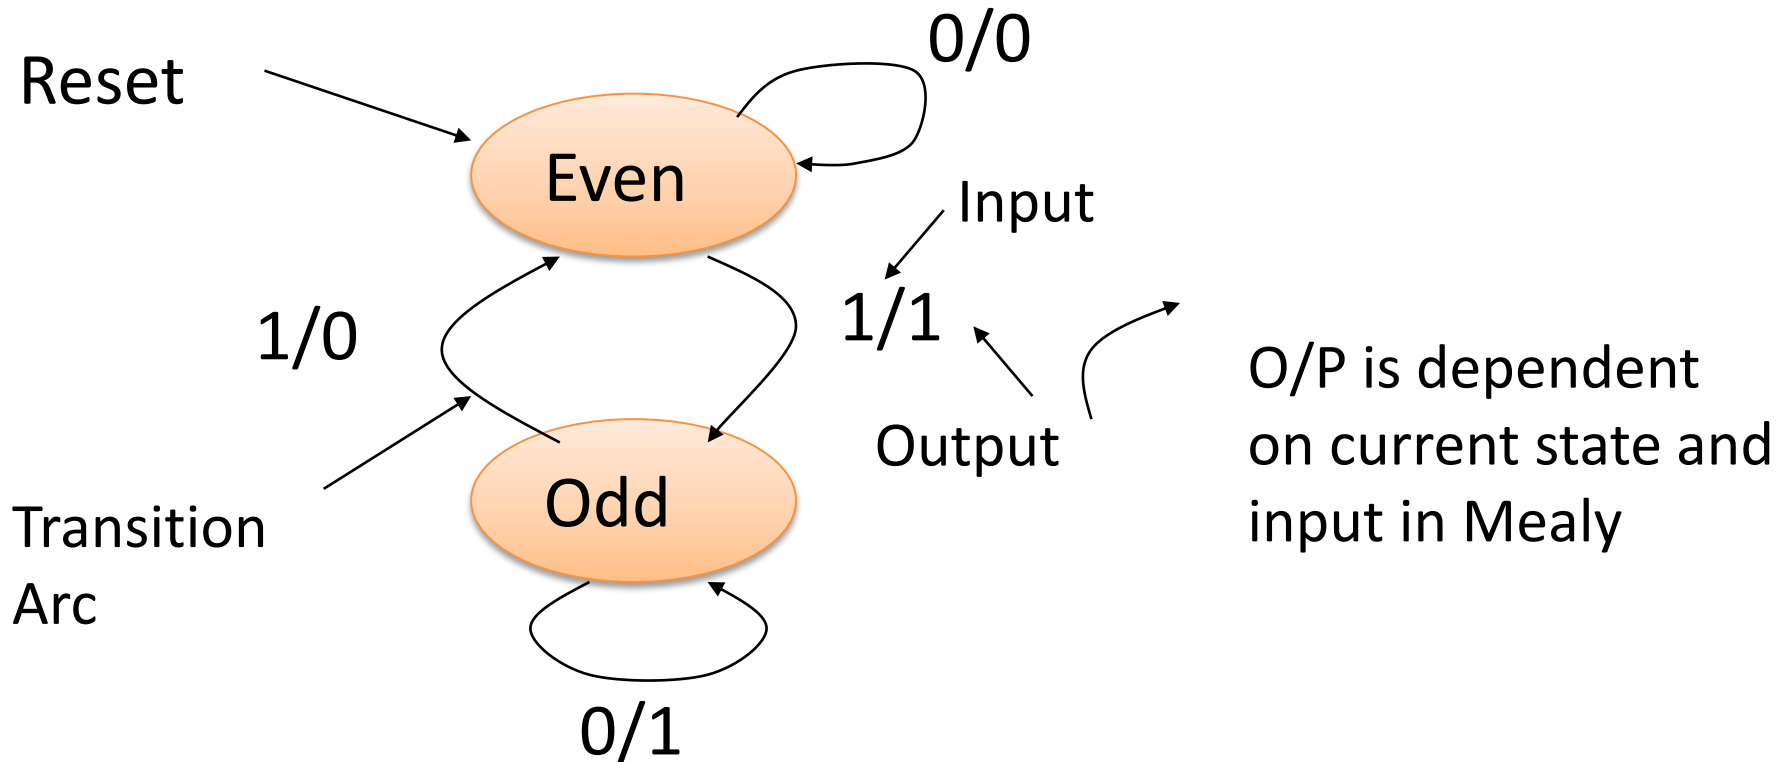 0/0
Reset
Even
Input
1/1
1/0
O/P is dependent
on current state and
input in Mealy
Output
Odd
Transition
Arc
0/1